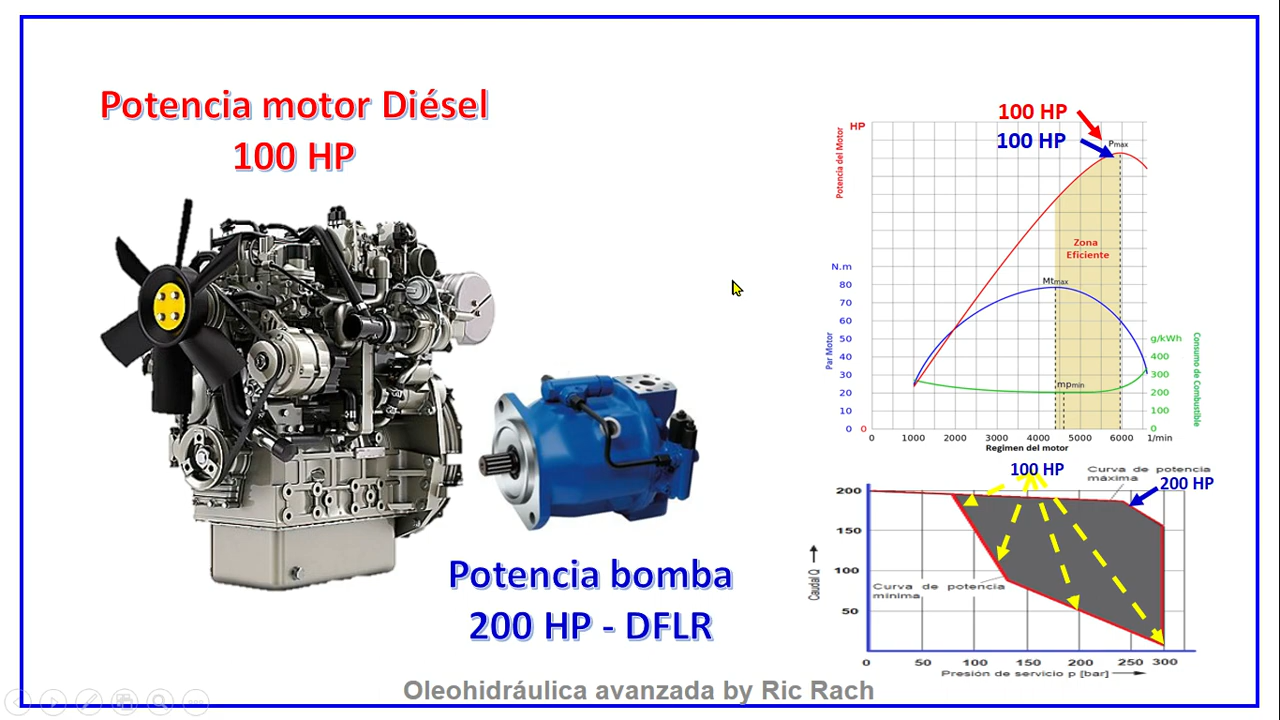 Potencia motor Diésel
100 HP
Potencia bomba
200 HP - DFLR
100 HP
100 HP
HP
Pmax
Potencia del Motor
Zona
Eficiente
N.m
Mtmax
80
70
60
50
40
30
20
10
0
0
Par Motor
mpmin
g/kWh
400
300
200
100
0
Consumo de Combustible
0
1000
2000
3000
4000
5000
6000
1/min
Regimen del motor
100 HP
Curva de potencia
máxima
200 HP
200
150
100
50
Caudal Q
Curva de potencia
mínima
0
50
100
150
200
250
300
Presión de servicio p [bar]
Oleohidráulica avanzada by Ric Rach